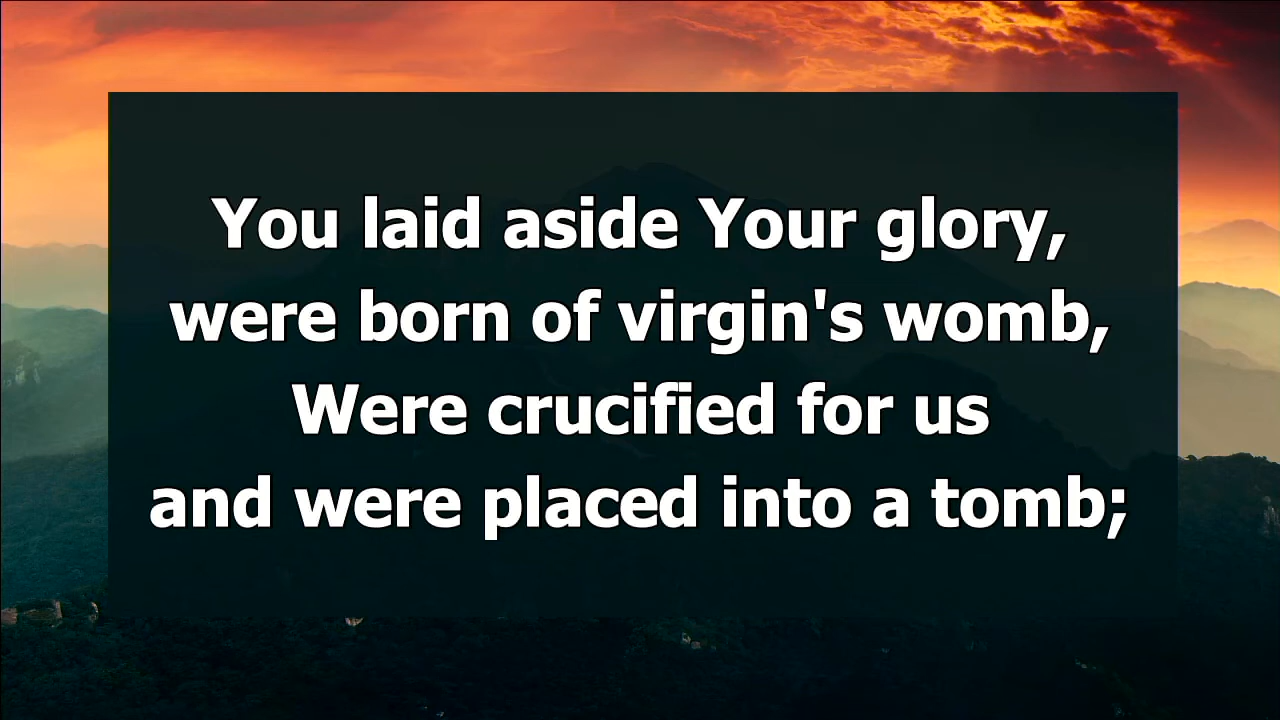 You laid aside Your glory,
were born of virgin's womb,
Were crucified for us
and were placed into a tomb;